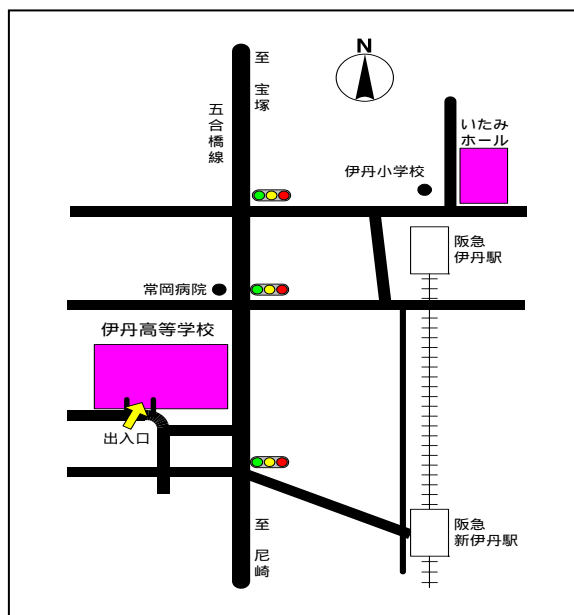 N
至 宝塚
五合橋線
いたみ
ホール
伊丹小学校
阪急
伊丹駅
常岡病院
伊丹高等学校
出入口
至 尼崎
阪急
新伊丹駅